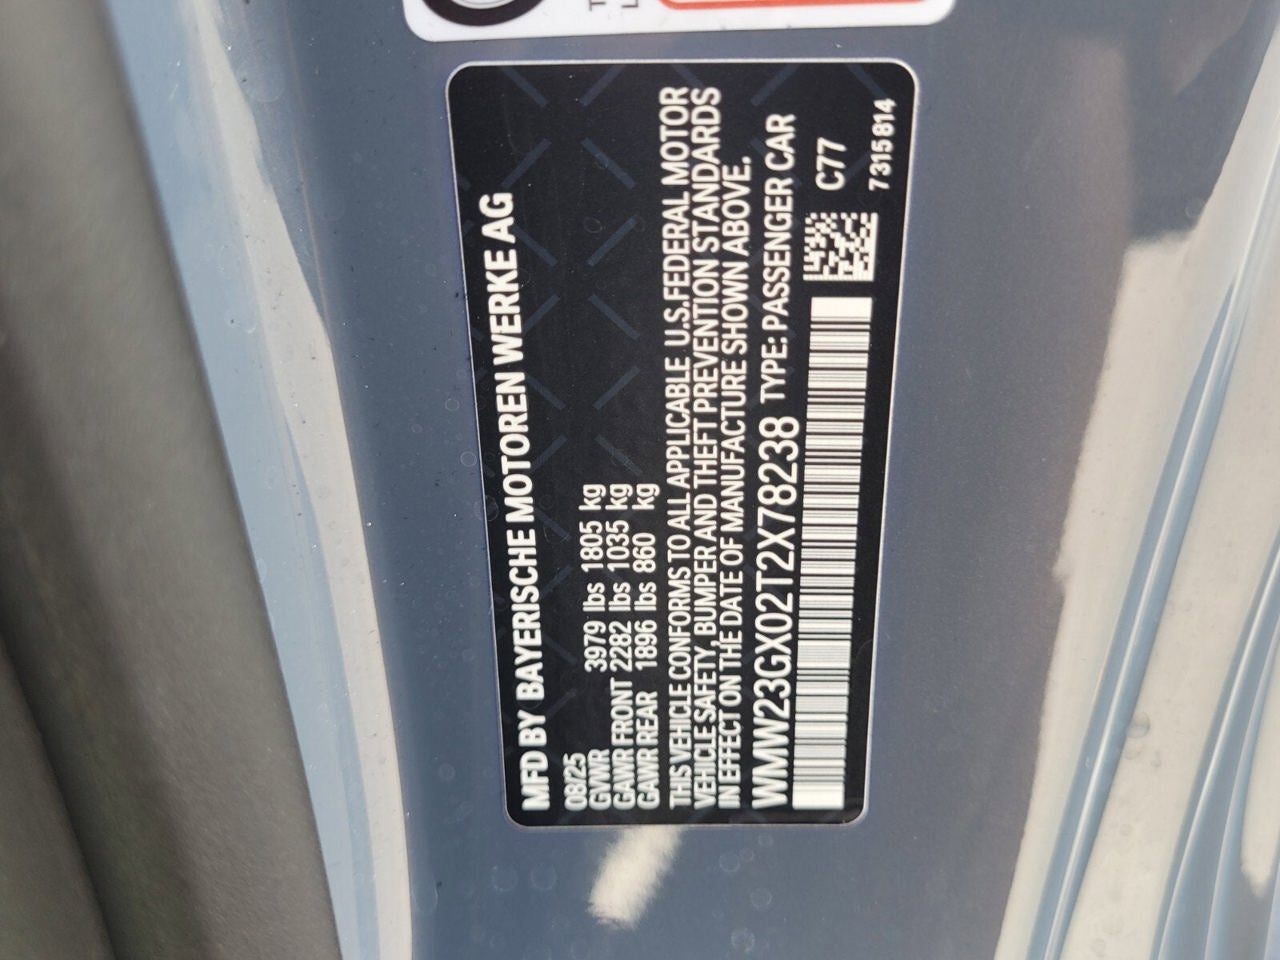 MFD BY BAYERISCHE MOTOREN WERKE AG
08/25
GVWR 3979 lbs 1805 kg
GAWR FRONT 2282 lbs 1035 kg
GAWR REAR 1896 lbs 860 kg
THIS VEHICLE CONFORMS TO ALL APPLICABLE U.S.FEDERAL MOTOR
VEHICLE SAFETY, BUMPER AND THEFT PREVENTION STANDARDS
IN EFFECT ON THE DATE OF MANUFACTURE SHOWN ABOVE.
WMW23GX02T2X78238 TYPE: PASSENGER CAR
C77
7315814